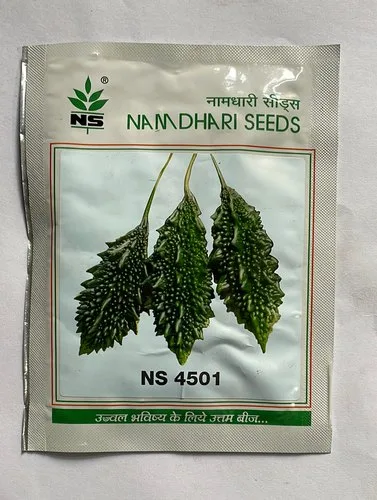 ®
NS
नामधारी सीड्स
NAMDHARI SEEDS
NS 4501
उज्वल भविष्य के लिये उत्तम बीज...